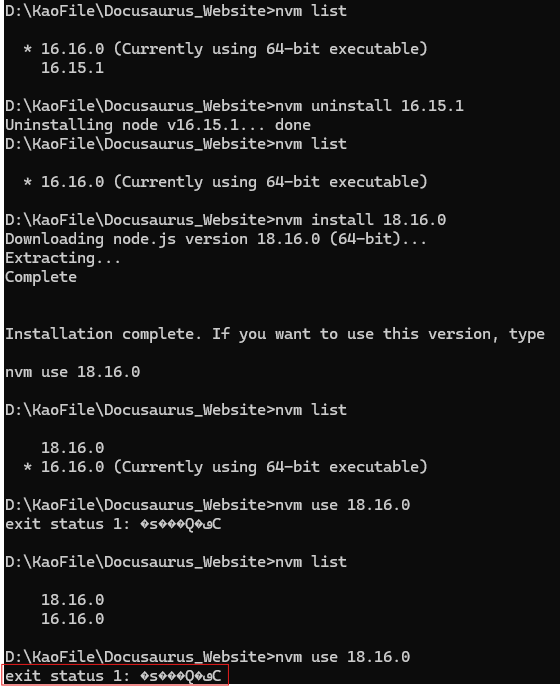 D:\KaoFile\Docusaurus_Website>nvm list
* 16.16.0 (Currently using 64-bit executable)
16.15.1
D:\KaoFile\Docusaurus_Website>nvm uninstall 16.15.1
Uninstalling node v16.15.1... done
D:\KaoFile\Docusaurus_Website>nvm list
* 16.16.0 (Currently using 64-bit executable)
D:\KaoFile\Docusaurus_Website>nvm install 18.16.0
Downloading node.js version 18.16.0 (64-bit)...
Extracting...
Complete
Installation complete. If you want to use this version, type
nvm use 18.16.0
D:\KaoFile\Docusaurus_Website>nvm list
18.16.0
* 16.16.0 (Currently using 64-bit executable)
D:\KaoFile\Docusaurus_Website>nvm use 18.16.0
exit status 1: �s���Q�فC
D:\KaoFile\Docusaurus_Website>nvm list
18.16.0
16.16.0
D:\KaoFile\Docusaurus_Website>nvm use 18.16.0
exit status 1: �s���Q�فC